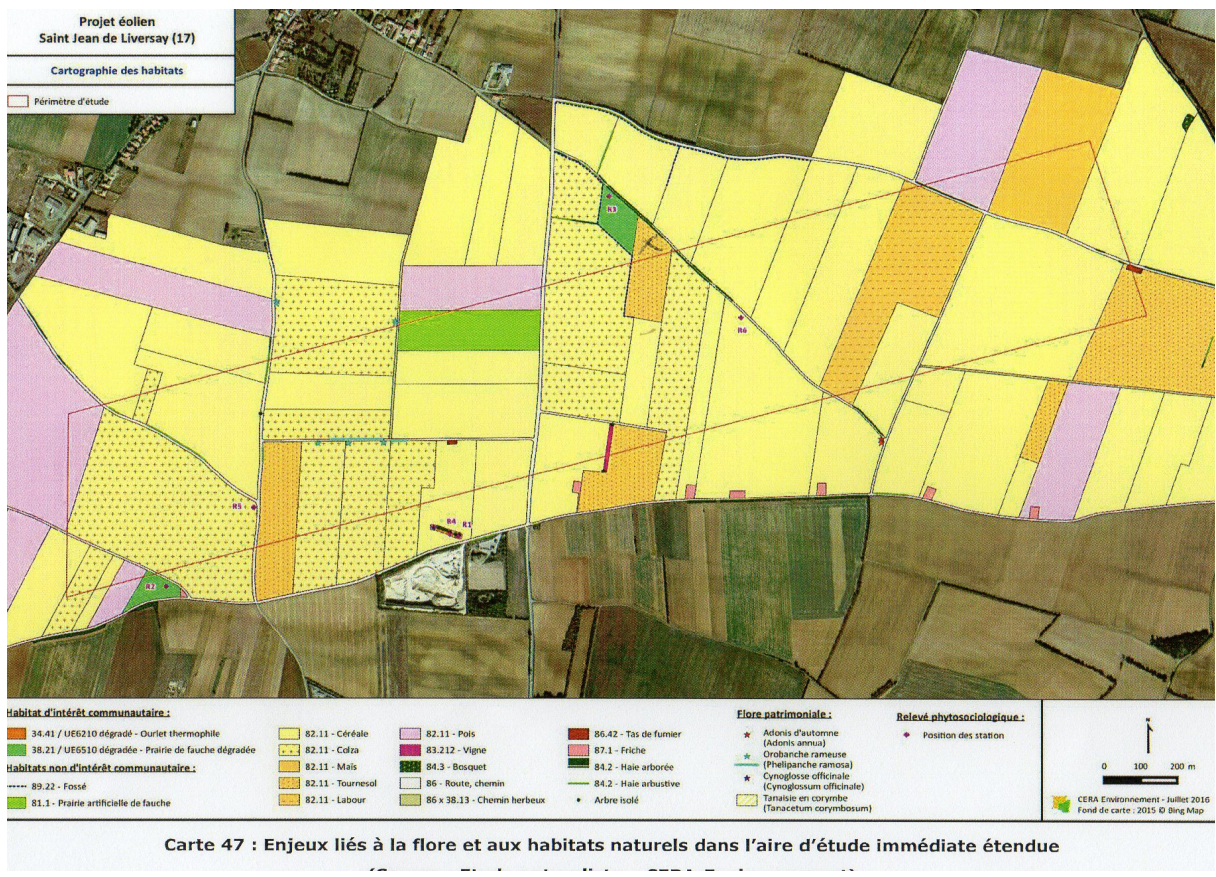 Projet éolien
Saint Jean de Liversay (17)
Cartographie des habitats
Périmètre d'étude
R3
R6
R5
R4 R1
R2
Habitat d'intérêt communautaire :
34.41 / UE6210 dégradé - Ourlet thermophile
38.21 / UE6510 dégradée - Prairie de fauche dégradée
Habitats non d'intérêt communautaire :
89.22 - Fossé
81.1 - Prairie artificielle de fauche
82.11 - Céréale
82.11 - Colza
82.11 - Maïs
82.11 - Tournesol
82.11 - Labour
82.11 - Pois
83.212 - Vigne
84.3 - Bosquet
86 - Route, chemin
86 x 38.13 - Chemin herbeux
86.42 - Tas de fumier
87.1 - Friche
84.2 - Haie arborée
84.2 - Haie arbustive
Arbre isolé
Flore patrimoniale :
Adonis d'automne
(Adonis annua)
Orobanche rameuse
(Phelipanche ramosa)
Cynoglosse officinale
(Cynoglossum officinale)
Tanaisie en corymbe
(Tanacetum corymbosum)
Relevé phytosociologique :
Position des station
N
0 100 200 m
CERA Environnement - Juillet 2016
Fond de carte : 2015 © Bing Map
Carte 47 : Enjeux liés à la flore et aux habitats naturels dans l'aire d'étude immédiate étendue